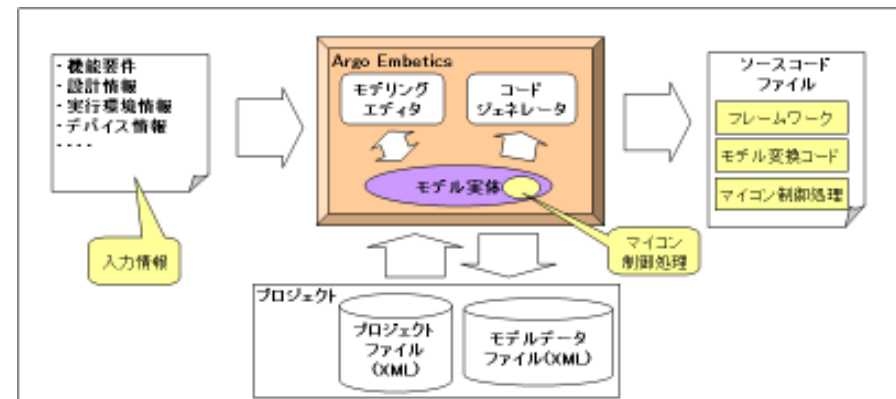 ・機能要件
・設計情報
・実行環境情報
・デバイス情報
・----
入力情報
Argo Embetics
モデリング
エディタ
コード
ジェネレータ
モデル実体
マイコン
制御処理
ソースコード
ファイル
フレームワーク
モデル変換コード
マイコン制御処理
プロジェクト
プロジェクト
ファイル
(XML)
モデルデータ
ファイル(XML)